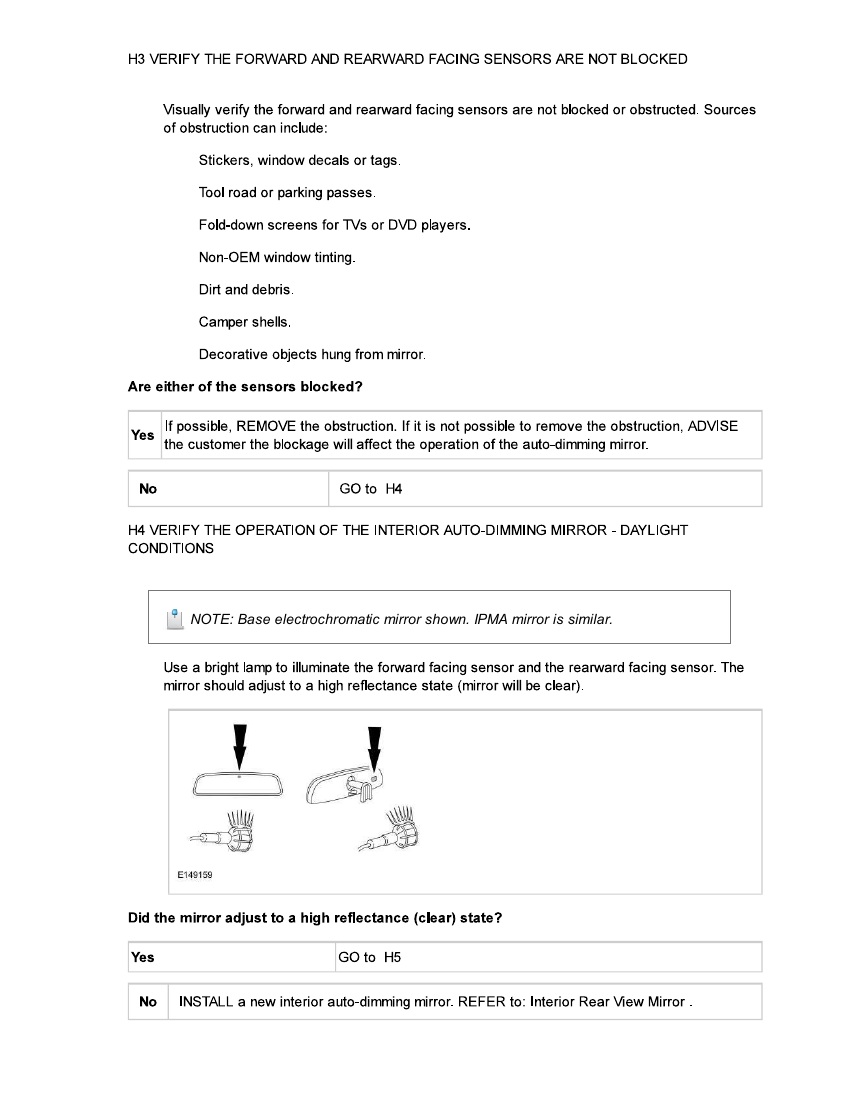 H3 VERIFY THE FORWARD AND REARWARD FACING SENSORS ARE NOT BLOCKED
Visually verify the forward and rearward facing sensors are not blocked or obstructed. Sources
of obstruction can include:
Stickers, window decals or tags.
Tool road or parking passes.
Fold-down screens for TVs or DVD players.
Non-OEM window tinting.
Dirt and debris.
Camper shells.
Decorative objects hung from mirror.
Are either of the sensors blocked?
Yes If possible, REMOVE the obstruction. If it is not possible to remove the obstruction, ADVISE
the customer the blockage will affect the operation of the auto-dimming mirror.
No GO to H4
H4 VERIFY THE OPERATION OF THE INTERIOR AUTO-DIMMING MIRROR - DAYLIGHT
CONDITIONS
NOTE: Base electrochromatic mirror shown. IPMA mirror is similar.
Use a bright lamp to illuminate the forward facing sensor and the rearward facing sensor. The
mirror should adjust to a high reflectance state (mirror will be clear).
E149159
Did the mirror adjust to a high reflectance (clear) state?
Yes GO to H5
No INSTALL a new interior auto-dimming mirror. REFER to: Interior Rear View Mirror .